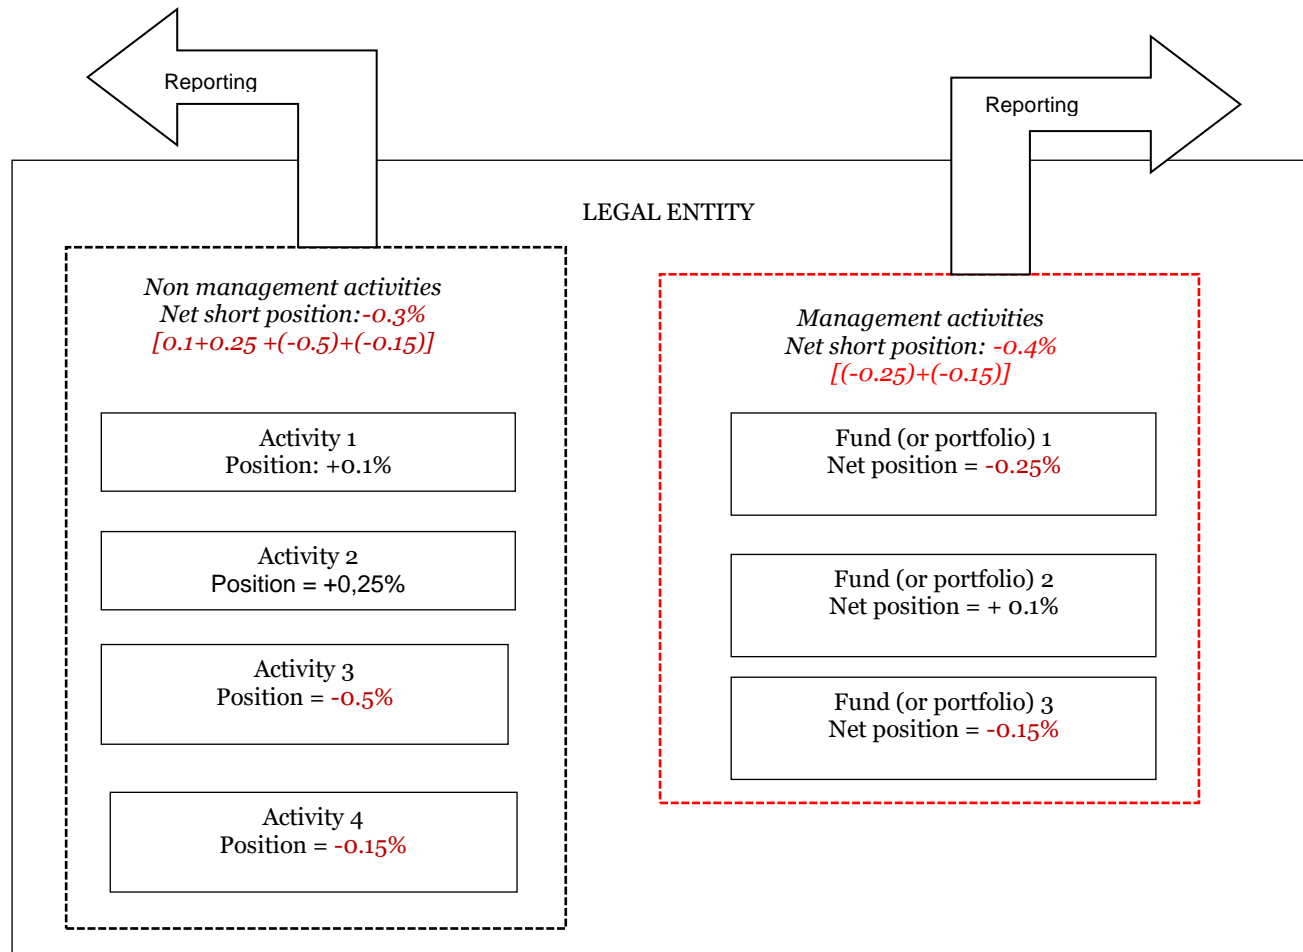 Reporting
Reporting
LEGAL ENTITY
Non management activities
Net short position:-0.3%
[0.1+0.25 +(-0.5)+(-0.15)]
Activity 1
Position: +0.1%
Activity 2
Position = +0,25%
Activity 3
Position = -0.5%
Activity 4
Position = -0.15%
Management activities
Net short position: -0.4%
[(-0.25)+(-0.15)]
Fund (or portfolio) 1
Net position = -0.25%
Fund (or portfolio) 2
Net position = + 0.1%
Fund (or portfolio) 3
Net position = -0.15%